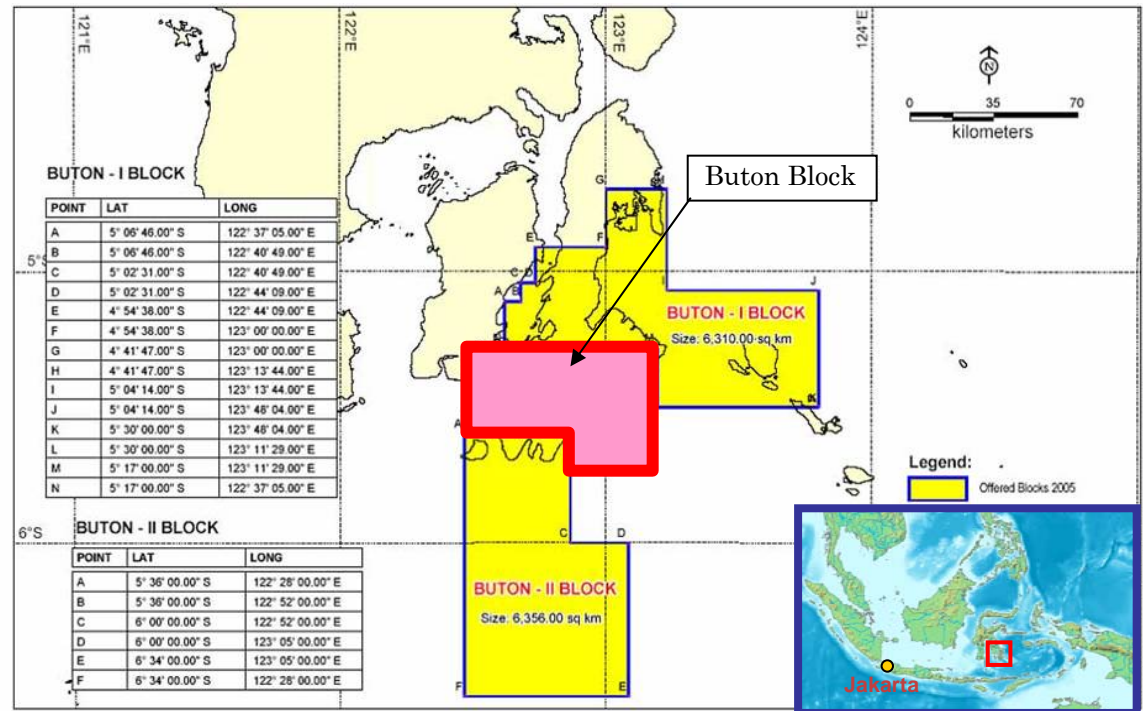 121°E
122°E
123°E
124°E
N
0 35 70
kilometers
BUTON - I BLOCK
Buton Block
POINT LAT LONG
A 5° 06' 46.00" S 122° 37' 05.00" E
B 5° 06' 46.00" S 122° 40' 49.00" E
C 5° 02' 31.00" S 122° 40' 49.00" E
D 5° 02' 31.00" S 122° 44' 09.00" E
E 4° 54' 38.00" S 122° 44' 09.00" E
F 4° 54' 38.00" S 123° 00' 00.00" E
G 4° 41' 47.00" S 123° 00' 00.00" E
H 4° 41' 47.00" S 123° 13' 44.00" E
I 5° 04' 14.00" S 123° 13' 44.00" E
J 5° 04' 14.00" S 123° 48' 04.00" E
K 5° 30' 00.00" S 123° 48' 04.00" E
L 5° 30' 00.00" S 123° 11' 29.00" E
M 5° 17' 00.00" S 123° 11' 29.00" E
N 5° 17' 00.00" S 122° 37' 05.00" E
G H
E F
5°S
C D
I J
A B
BUTON - I BLOCK
Size: 6,310.00 sq km
K
A
Legend:
Offered Blocks 2005
6°S
BUTON - II BLOCK
POINT LAT LONG
A 5° 36' 00.00" S 122° 28' 00.00" E
B 5° 36' 00.00" S 122° 52' 00.00" E
C 6° 00' 00.00" S 122° 52' 00.00" E
D 6° 00' 00.00" S 123° 05' 00.00" E
E 6° 34' 00.00" S 123° 05' 00.00" E
F 6° 34' 00.00" S 122° 28' 00.00" E
C D
BUTON - II BLOCK
Size: 6,356.00 sq km
F E
Jakarta